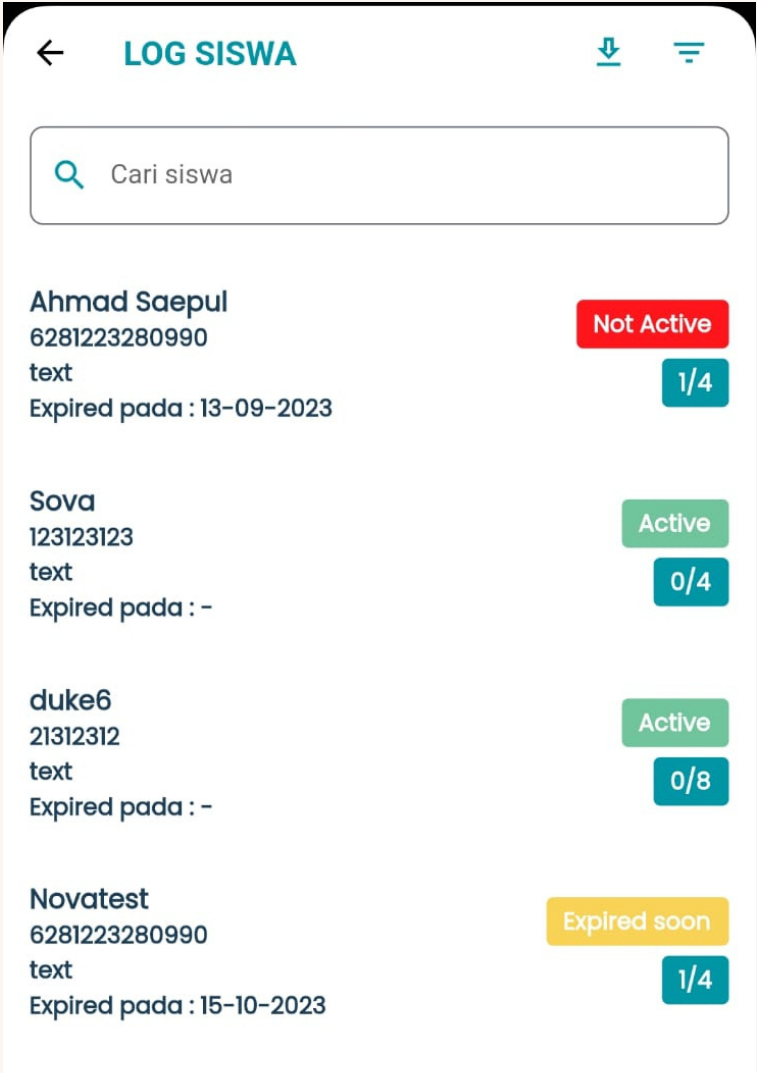 LOG SISWA
Cari siswa
Ahmad Saepul
6281223280990
text
Expired pada : 13-09-2023
Not Active
1/4
Sova
123123123
text
Expired pada : -
Active
0/4
duke6
21312312
text
Expired pada : -
Active
0/8
Novatest
6281223280990
text
Expired pada : 15-10-2023
Expired soon
1/4